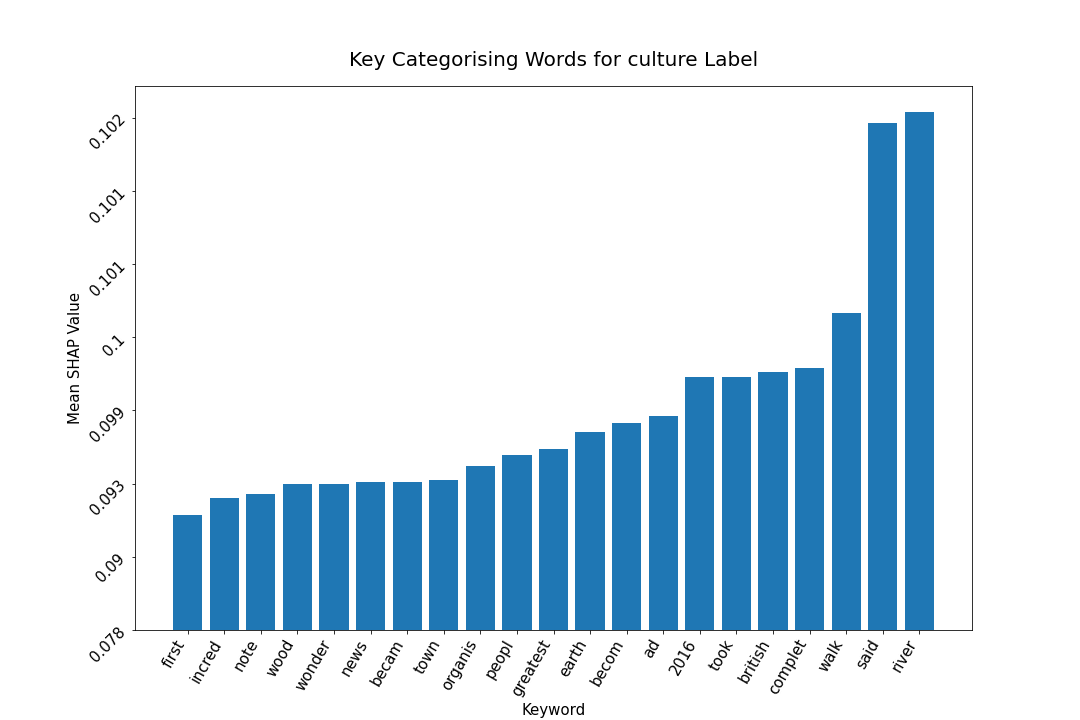 Key Categorising Words for culture Label
0.102
0.101
0.101
0.1
0.099
0.093
0.09
0.078
Mean SHAP Value
first
incred
note
wood
wonder
news
becam
town
organis
peopl
greatest
earth
becom
ad
2016
took
british
complet
walk
said
river
Keyword